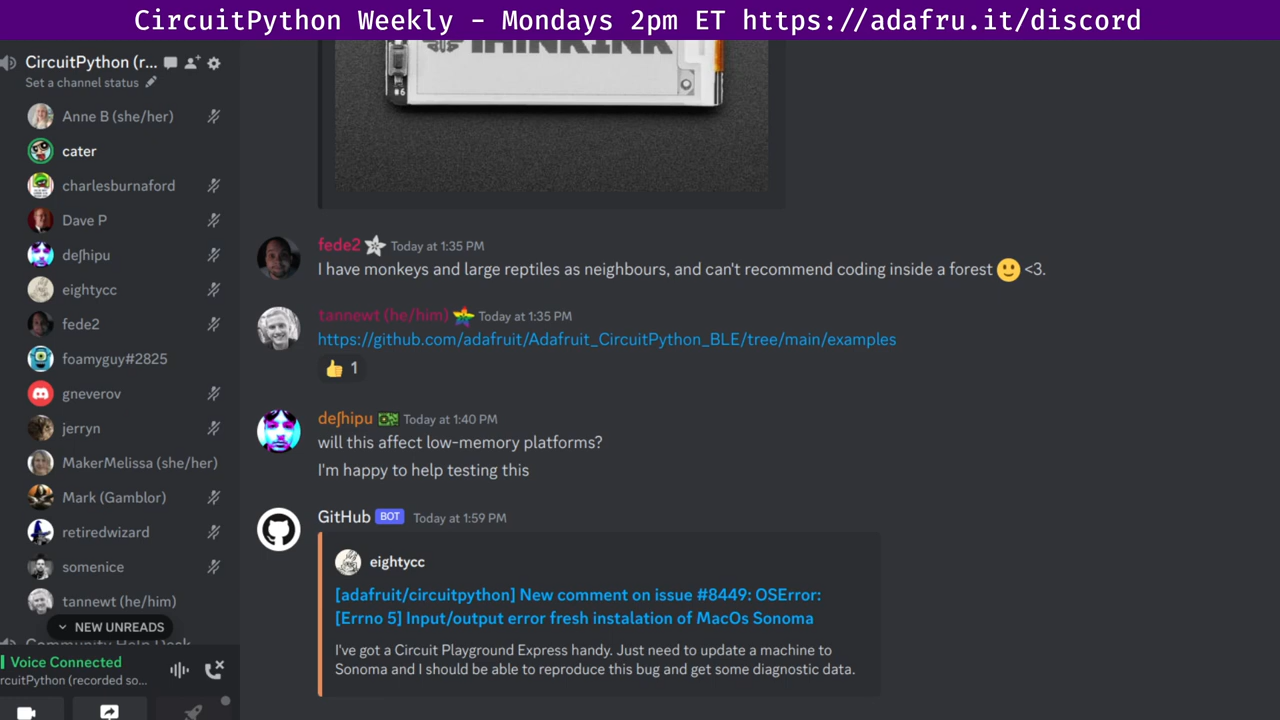 CircuitPython Weekly - Mondays 2pm ET https://adafru.it/discord
CircuitPython (r...
Set a channel status
Anne B (she/her)
cater
charlesburnaford
Dave P
deʃhipu
eightycc
fede2
foamyguy#2825
gneverov
jerryn
MakerMelissa (she/her)
Mark (Gamblor)
retiredwizard
somenice
tannewt (he/him)
NEW UNREADS
Community Help Desk
Voice Connected
rcuitPython (recorded so...
THINKINK
#6
fede2 Today at 1:35 PM
I have monkeys and large reptiles as neighbours, and can't recommend coding inside a forest 🙂 <3.
tannewt (he/him) Today at 1:35 PM
https://github.com/adafruit/Adafruit_CircuitPython_BLE/tree/main/examples
👍 1
deʃhipu Today at 1:40 PM
will this affect low-memory platforms?
I'm happy to help testing this
GitHub BOT Today at 1:59 PM
eightycc
[adafruit/circuitpython] New comment on issue #8449: OSError:
[Errno 5] Input/output error fresh instalation of MacOs Sonoma
I've got a Circuit Playground Express handy. Just need to update a machine to
Sonoma and I should be able to reproduce this bug and get some diagnostic data.